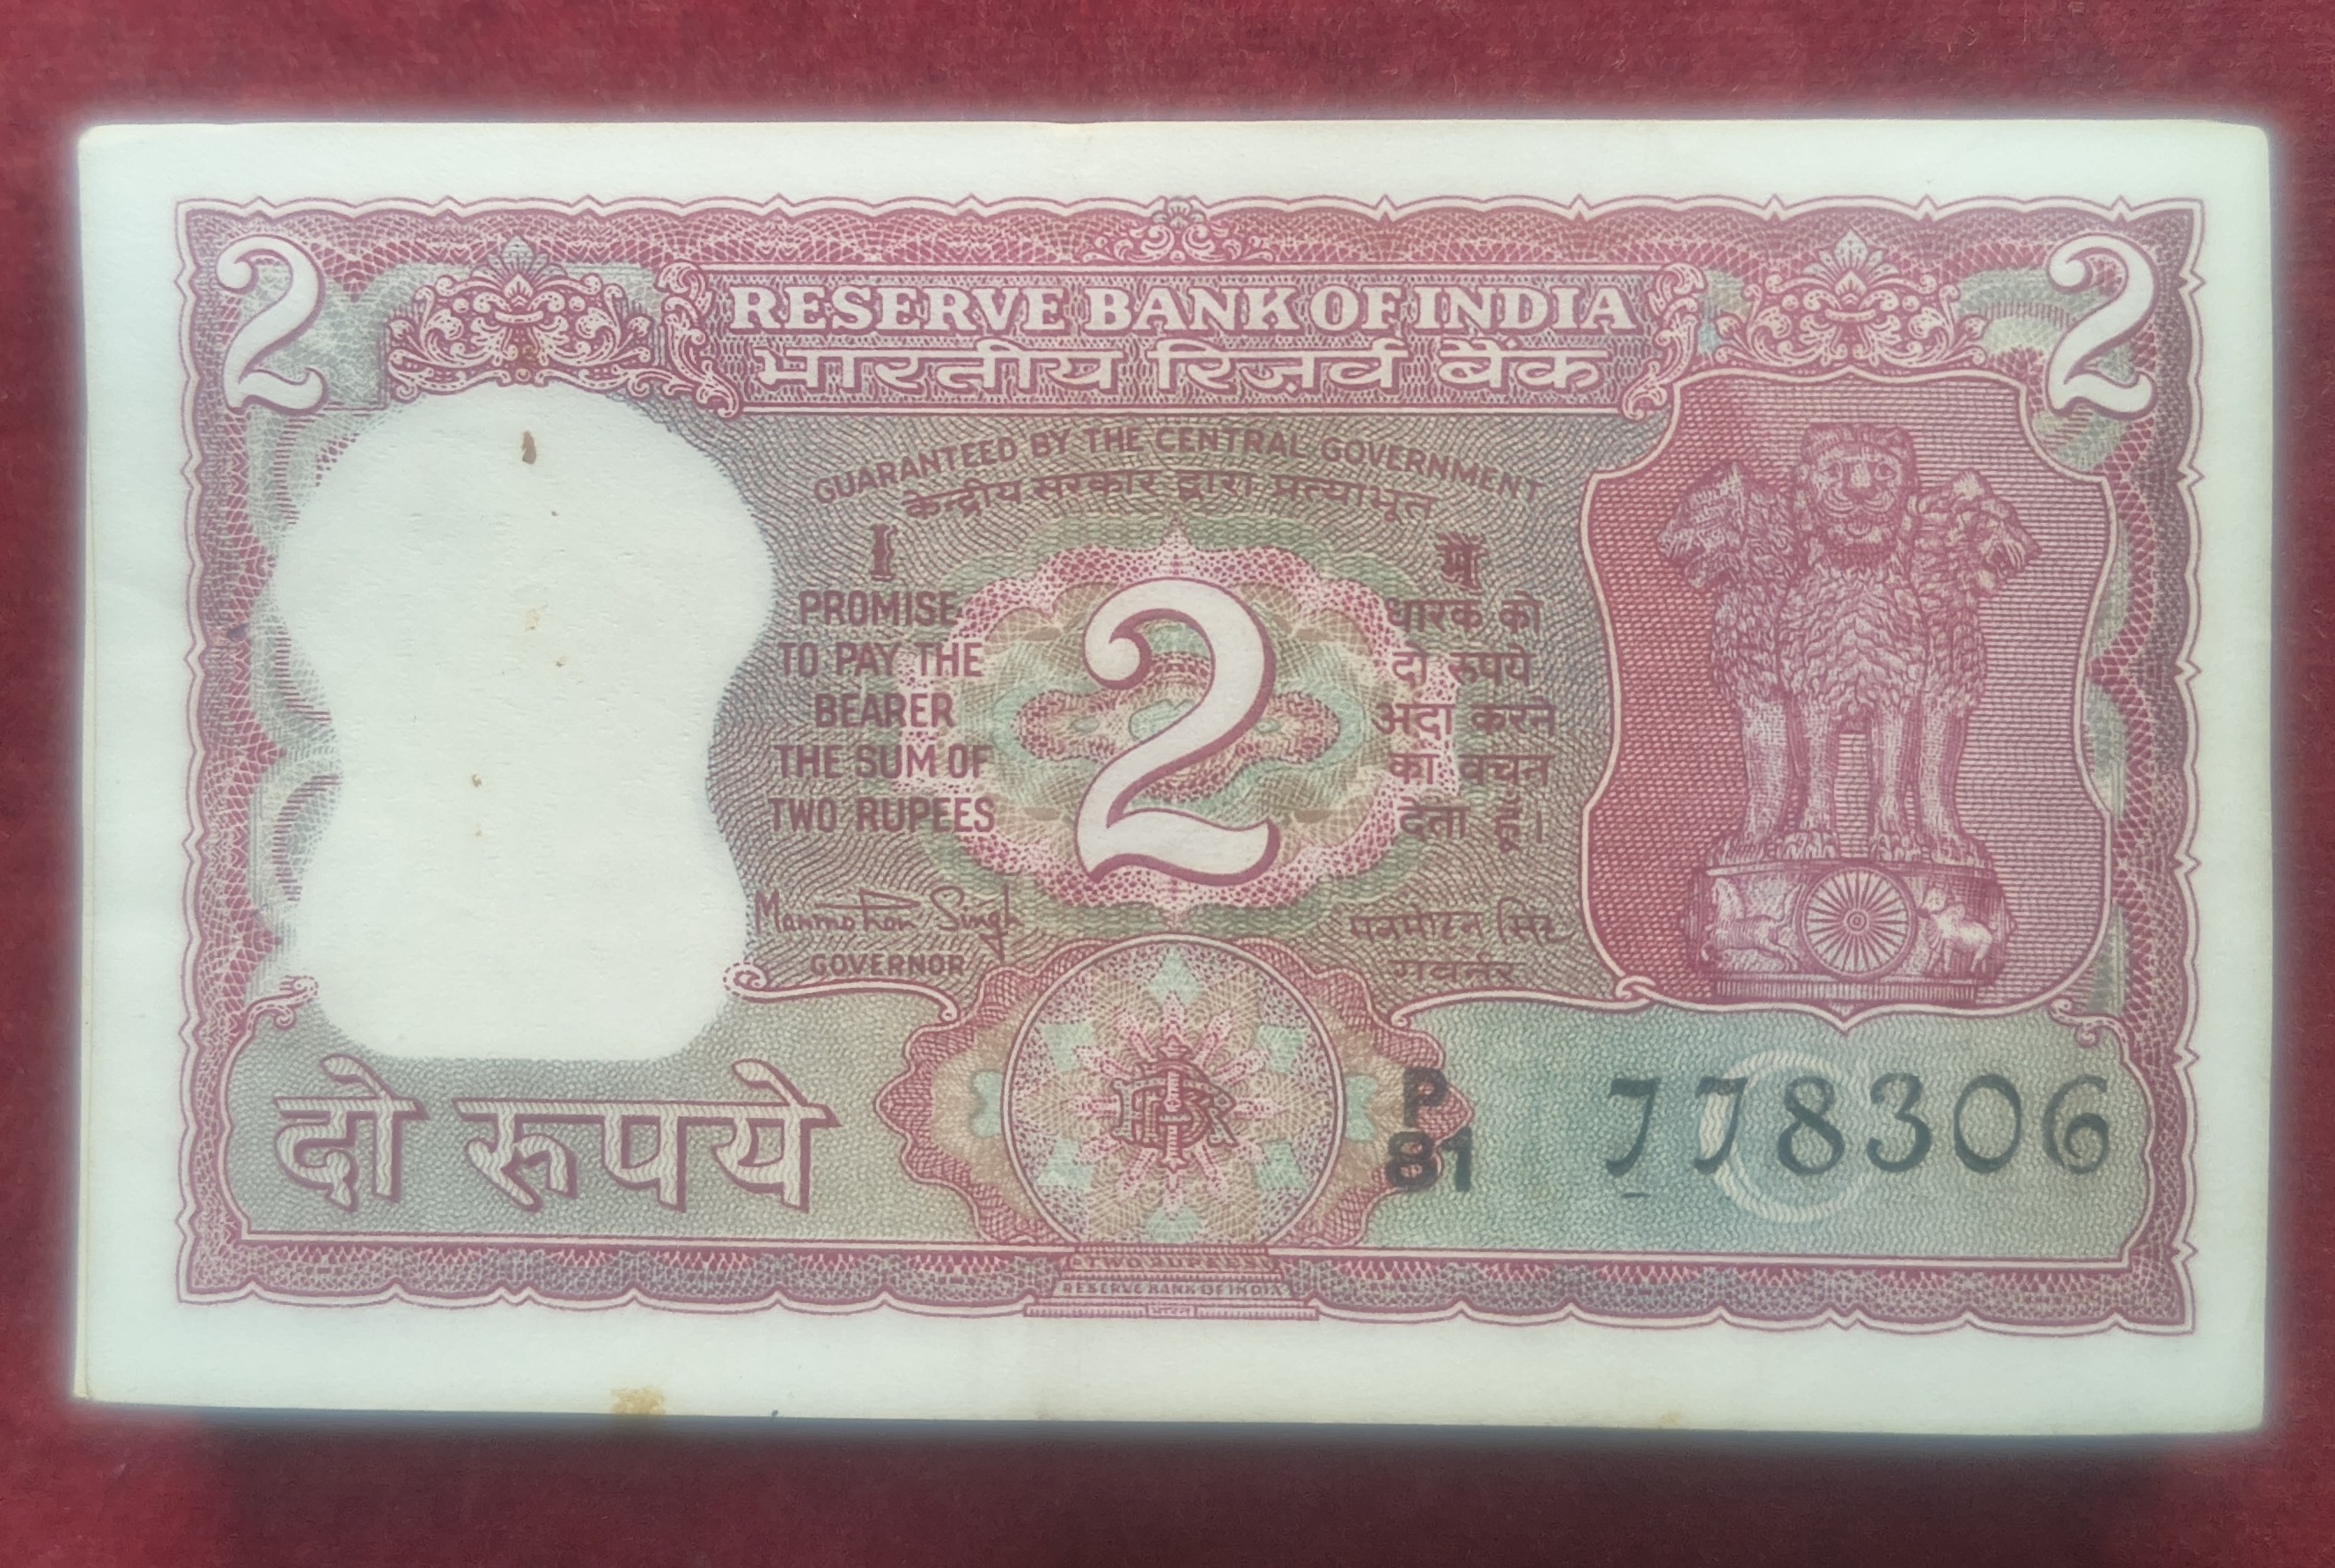 2 2
RESERVE BANK OF INDIA
भारतीय रिज़र्व बैंक
GUARANTEED BY THE CENTRAL GOVERNMENT
केन्द्रीय सरकार द्वारा प्रत्याभूत
I
PROMISE
TO PAY THE
BEARER
THE SUM OF
TWO RUPEES
2
मैं
धारक को
दो रुपये
अदा करने
का वचन
देता हूँ।
Manmohan Singh
GOVERNOR
मनमोहन सिंह
गवर्नर
दो रूपये
P
81
778306
TWO RUPEES
RESERVE BANK OF INDIA
भारत